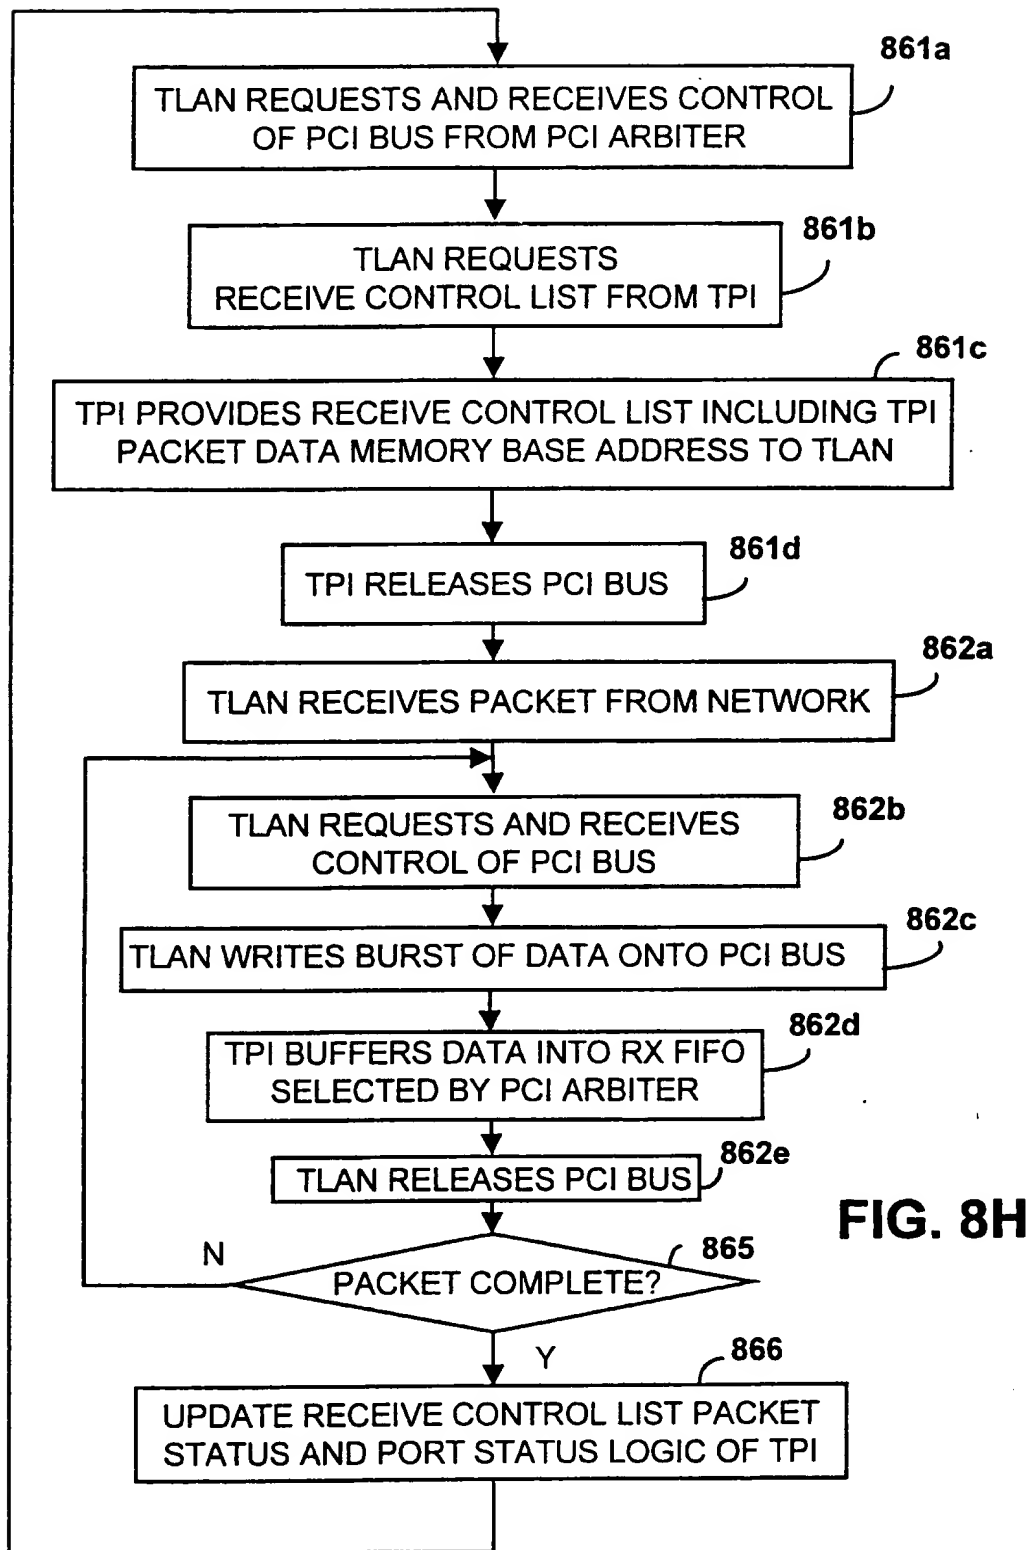 861a
TLAN REQUESTS AND RECEIVES CONTROL
OF PCI BUS FROM PCI ARBITER
861b
TLAN REQUESTS
RECEIVE CONTROL LIST FROM TPI
861c
TPI PROVIDES RECEIVE CONTROL LIST INCLUDING TPI
PACKET DATA MEMORY BASE ADDRESS TO TLAN
861d
TPI RELEASES PCI BUS
862a
TLAN RECEIVES PACKET FROM NETWORK
862b
TLAN REQUESTS AND RECEIVES
CONTROL OF PCI BUS
862c
TLAN WRITES BURST OF DATA ONTO PCI BUS
862d
TPI BUFFERS DATA INTO RX FIFO
SELECTED BY PCI ARBITER
862e
TLAN RELEASES PCI BUS
FIG. 8H
N
865
PACKET COMPLETE?
Y
866
UPDATE RECEIVE CONTROL LIST PACKET
STATUS AND PORT STATUS LOGIC OF TPI